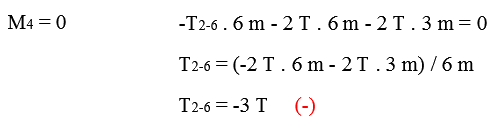 M4 = 0 -T2-6 . 6 m - 2 T . 6 m - 2 T . 3 m = 0
T2-6 = (-2 T . 6 m - 2 T . 3 m) / 6 m
T2-6 = -3 T (-)